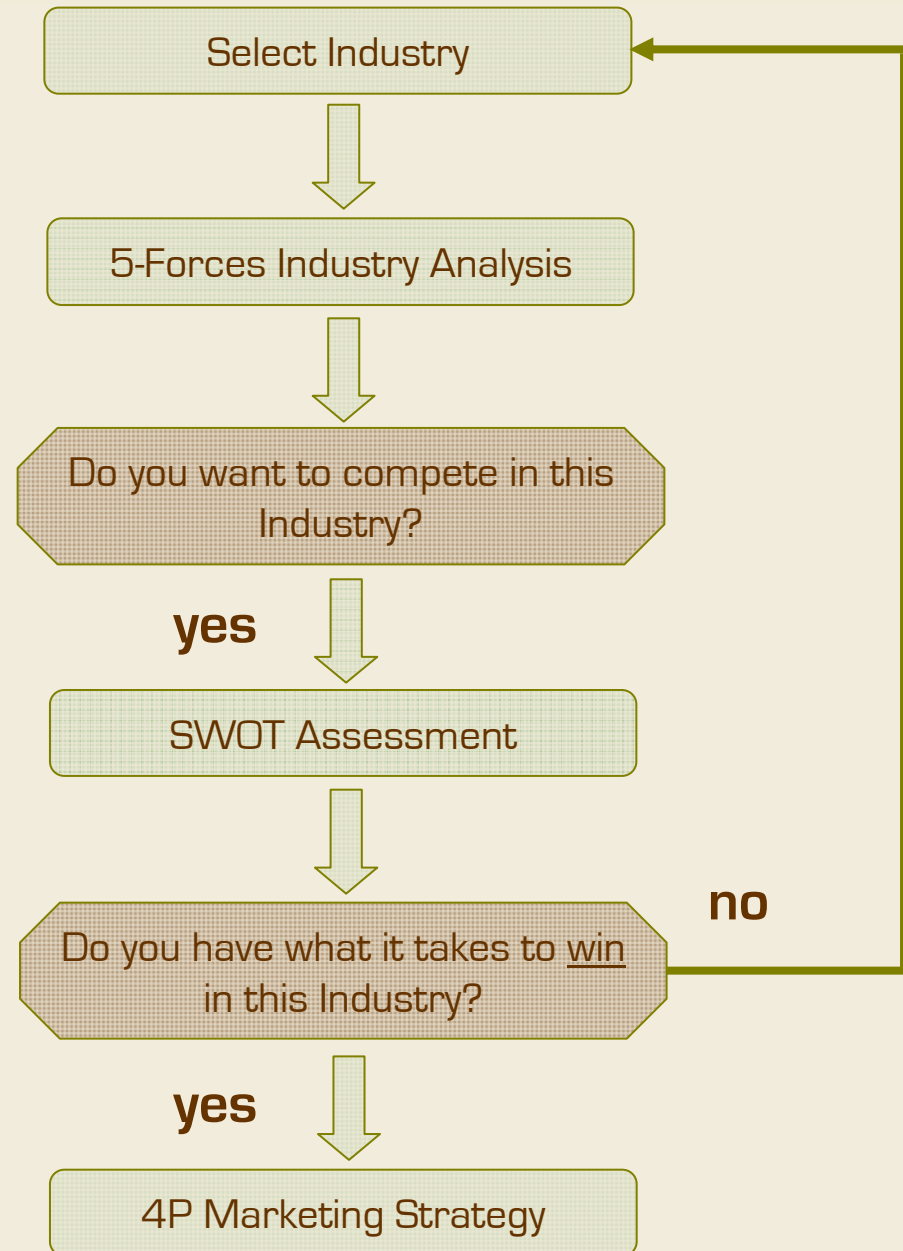 Select Industry
5-Forces Industry Analysis
Do you want to compete in this
Industry?
yes
SWOT Assessment
no
Do you have what it takes to win
in this Industry?
yes
4P Marketing Strategy